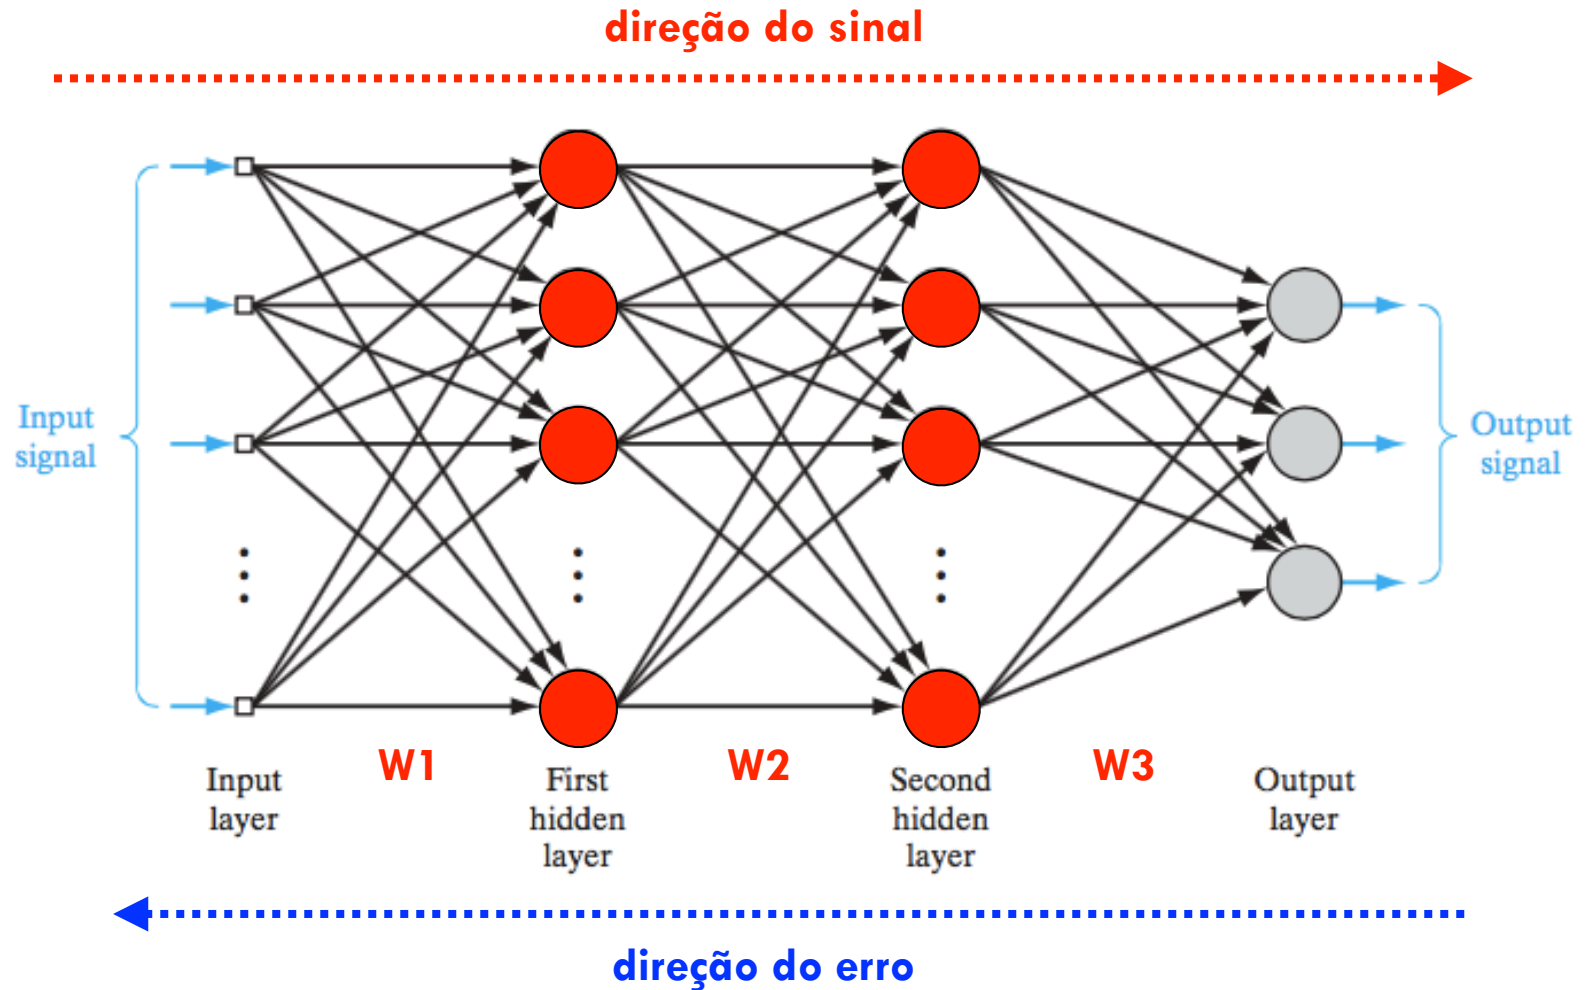 direção do sinal
Input
signal
Output
signal
W1
W2
W3
Input
layer
First
hidden
layer
Second
hidden
layer
Output
layer
direção do erro